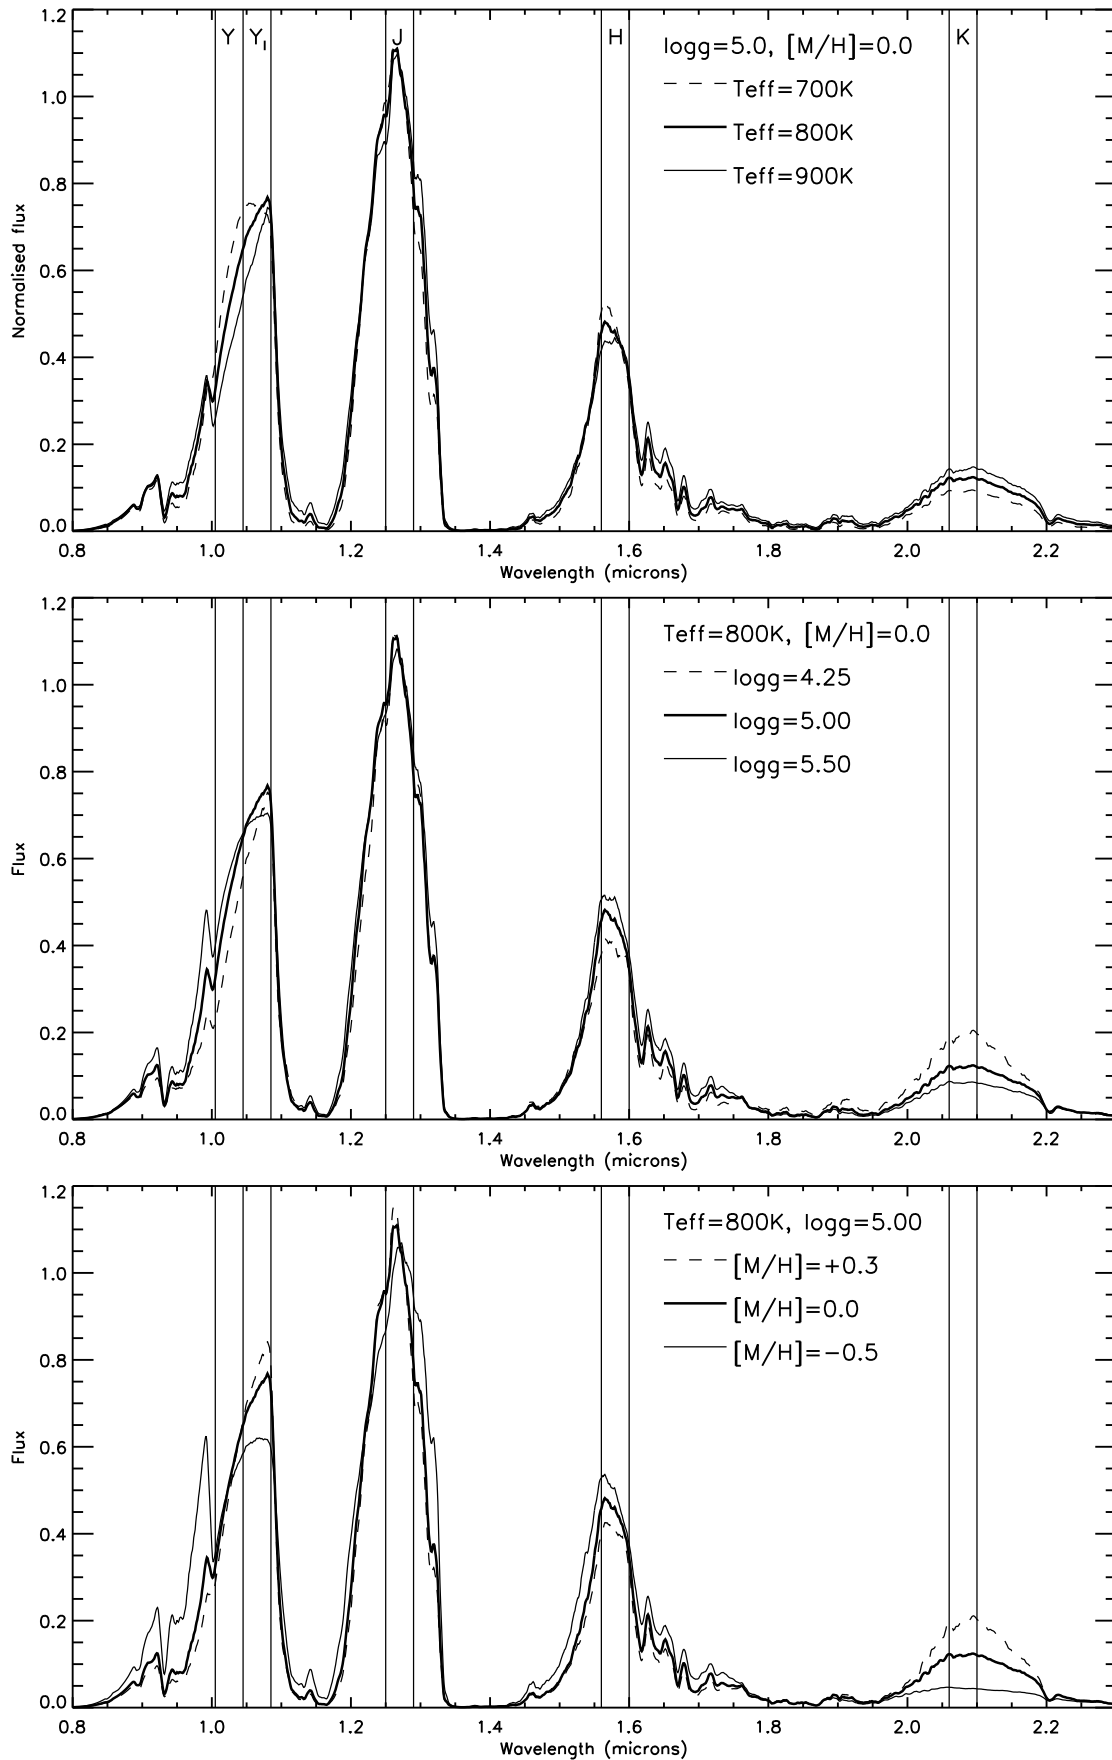 1.2
Y Y_I J H K
logg=5.0, [M/H]=0.0
1.0
Teff=700K
Teff=800K
0.8
Teff=900K
Normalised flux
0.6
0.4
0.2
0.0
0.8 1.0 1.2 1.4 1.6 1.8 2.0 2.2
Wavelength (microns)
1.2
Teff=800K, [M/H]=0.0
1.0
logg=4.25
logg=5.00
0.8
logg=5.50
Flux
0.6
0.4
0.2
0.0
0.8 1.0 1.2 1.4 1.6 1.8 2.0 2.2
Wavelength (microns)
1.2
Teff=800K, logg=5.00
1.0
[M/H]=+0.3
[M/H]=0.0
0.8
[M/H]=−0.5
Flux
0.6
0.4
0.2
0.0
0.8 1.0 1.2 1.4 1.6 1.8 2.0 2.2
Wavelength (microns)